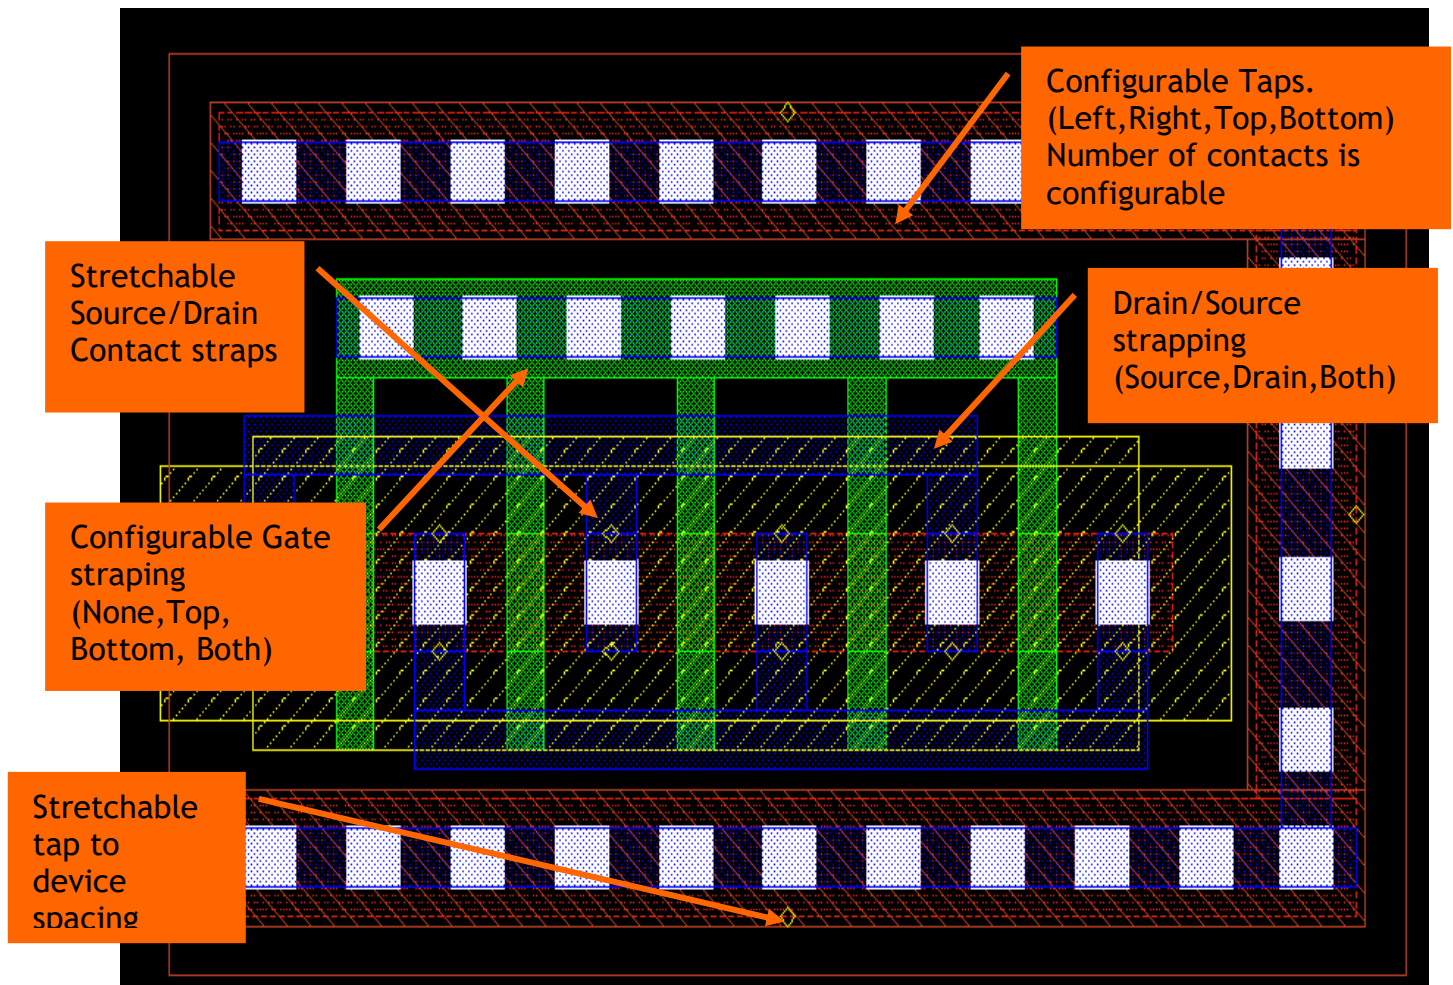 Configurable Taps.
(Left,Right,Top,Bottom)
Number of contacts is
configurable
Stretchable
Source/Drain
Contact straps
Drain/Source
strapping
(Source,Drain,Both)
Configurable Gate
straping
(None,Top,
Bottom, Both)
Stretchable
tap to
device
spacing